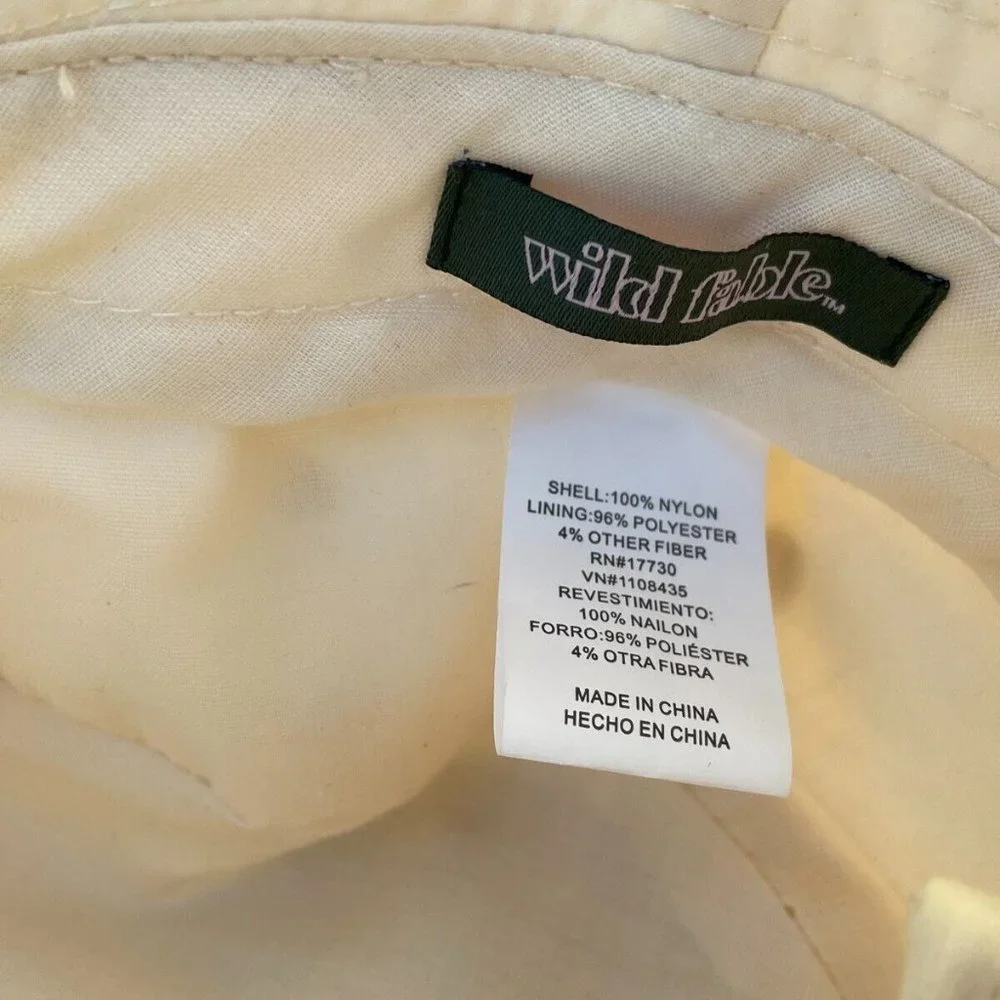 wild fable™
SHELL:100% NYLON
LINING:96% POLYESTER
4% OTHER FIBER
RN#17730
VN#1108435
REVESTIMIENTO:
100% NAILON
FORRO:96% POLIÉSTER
4% OTRA FIBRA
MADE IN CHINA
HECHO EN CHINA